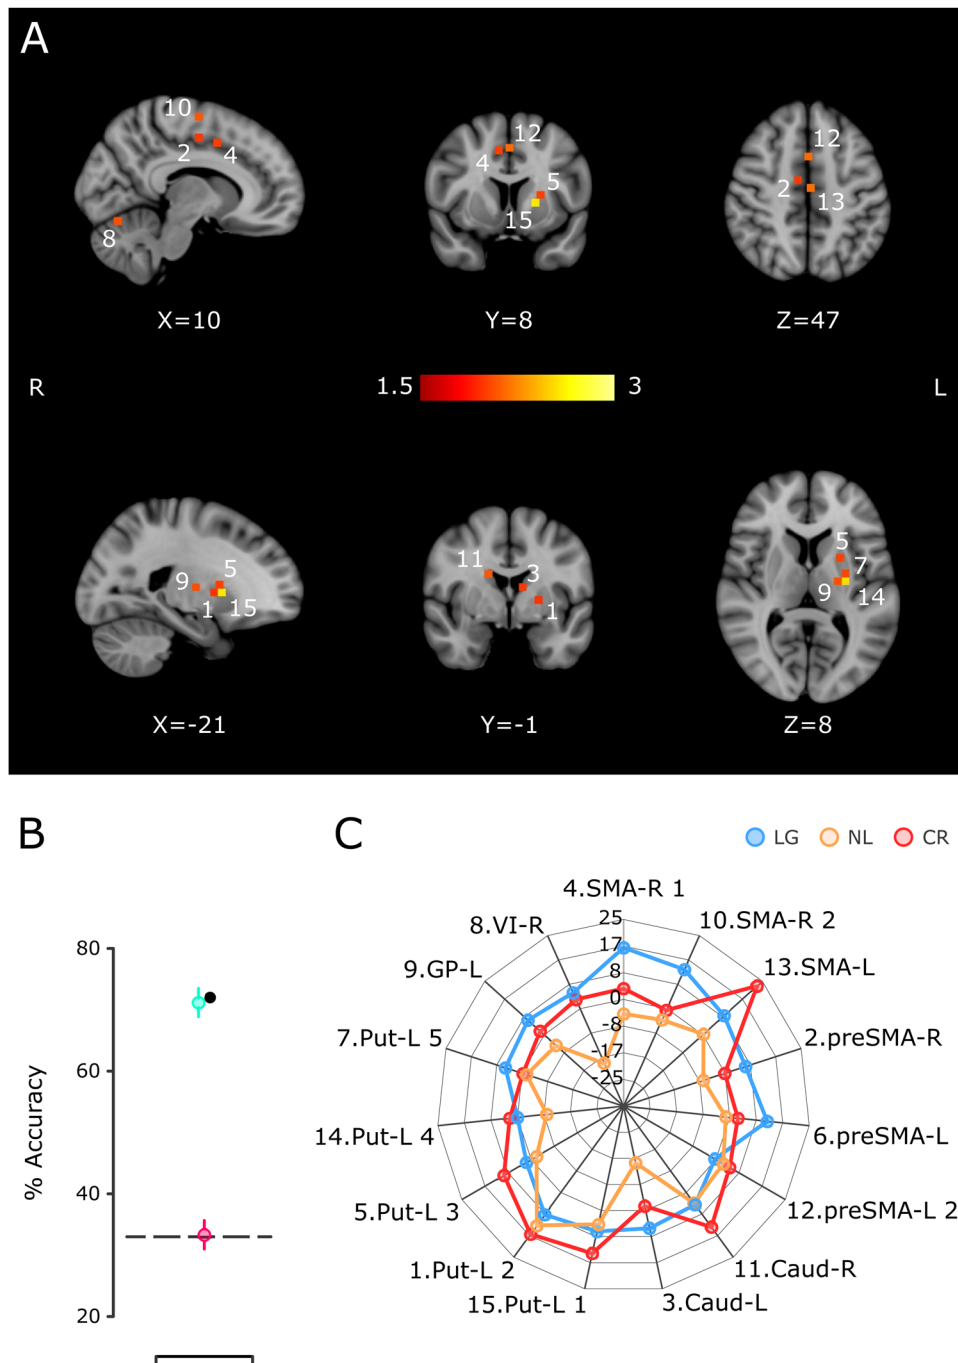 A
10
2
4
8
X=10
4
12
5
15
Y=8
12
2
13
Z=47
R
1.5
3
L
9
5
1
15
X=-21
11
3
1
Y=-1
5
7
9
14
Z=8
B
% Accuracy
80
60
40
20
C
LG
NL
CR
4.SMA-R 1
10.SMA-R 2
13.SMA-L
2.preSMA-R
6.preSMA-L
12.preSMA-L 2
11.Caud-R
3.Caud-L
15.Put-L 1
1.Put-L 2
5.Put-L 3
14.Put-L 4
7.Put-L 5
9.GP-L
8.VI-R
25
17
8
0
-8
-17
-25